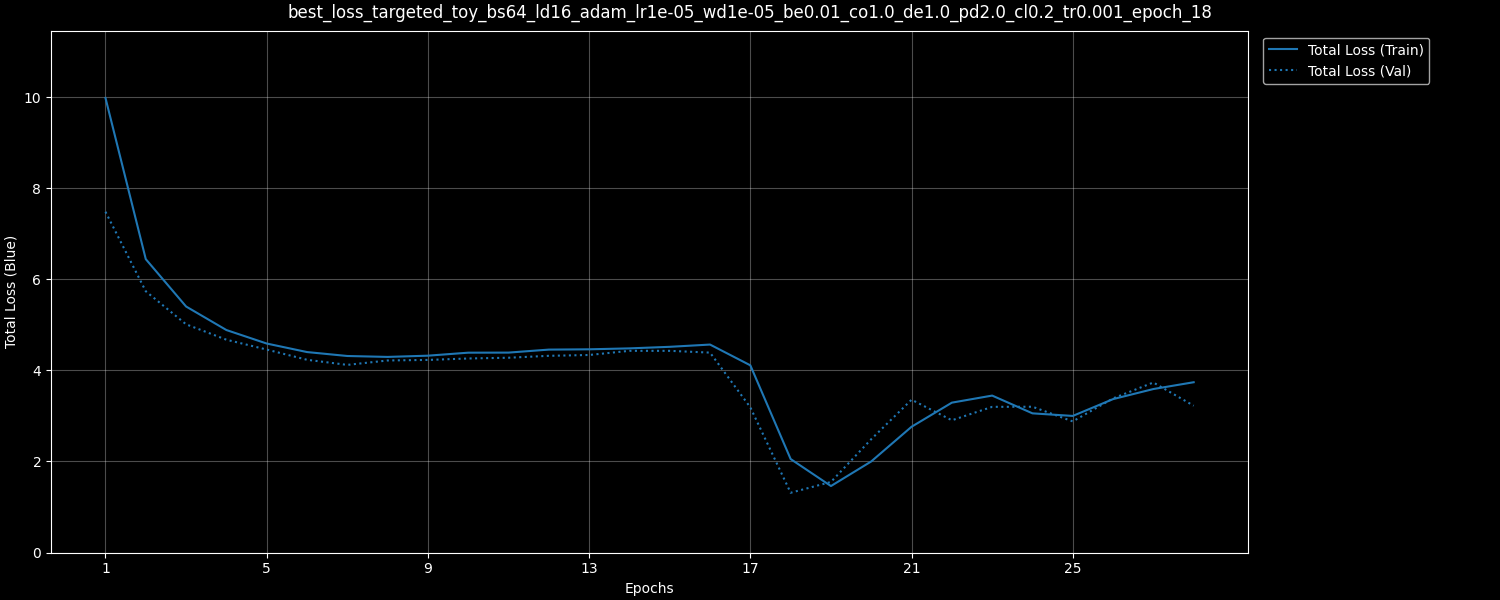 best_loss_targeted_toy_bs64_ld16_adam_lr1e-05_wd1e-05_be0.01_co1.0_de1.0_pd2.0_cl0.2_tr0.001_epoch_18
Total Loss (Train)
Total Loss (Val)
10
8
6
4
2
0
Total Loss (Blue)
1 5 9 13 17 21 25
Epochs